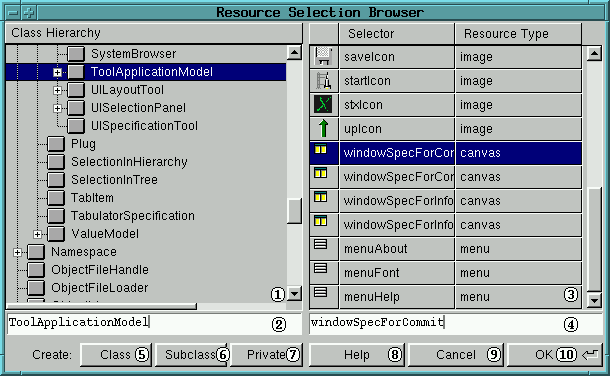 Resource Selection Browser
Class Hierarchy
Selector Resource Type
SystemBrowser
ToolApplicationModel
UILayoutTool
UISelectionPanel
UISpecificationTool
Plug
SelectionInHierarchy
SelectionInTree
TabItem
TabulatorSpecification
ValueModel
Namespace
ObjectFileHandle
ObjectFileLoader
1
saveIcon image
startIcon image
stxIcon image
upIcon image
windowSpecForCor canvas
windowSpecForCor canvas
windowSpecForInfo canvas
windowSpecForInfo canvas
menuAbout menu
menuFont menu
menuHelp menu 3
ToolApplicationModel 2
windowSpecForCommit 4
Create: Class 5 Subclass 6 Private 7 Help 8 Cancel 9 OK 10